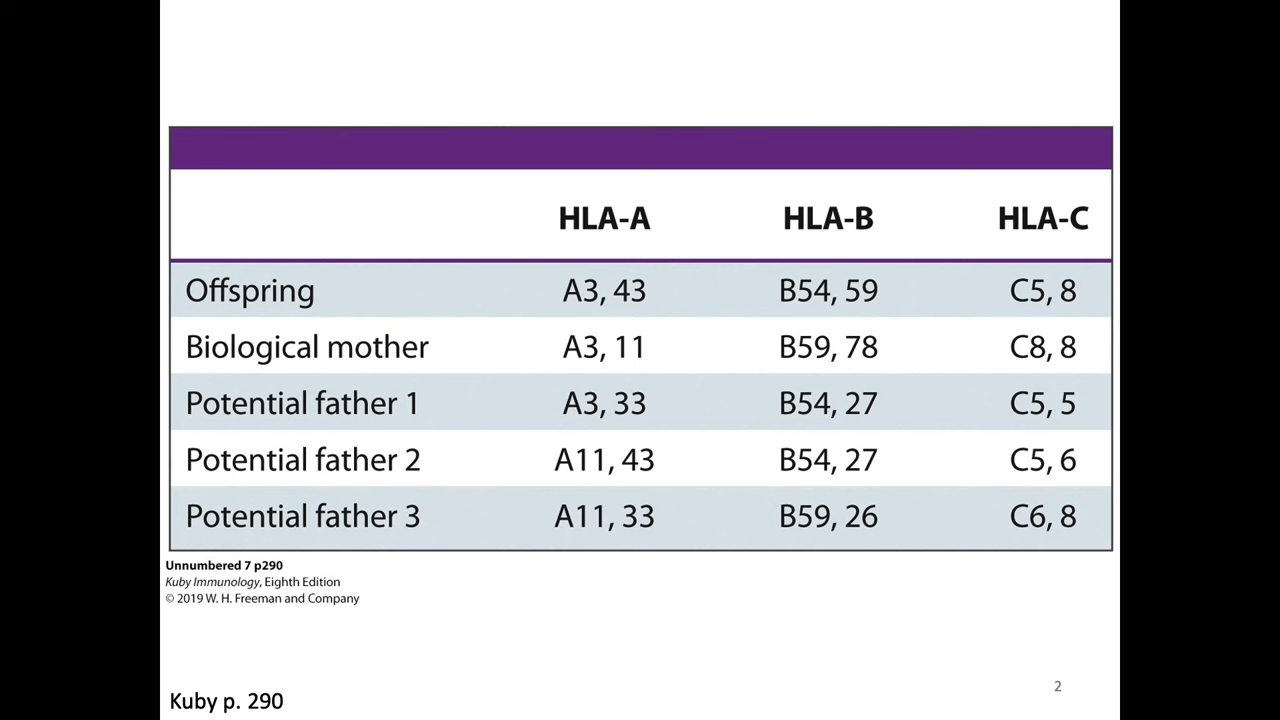 HLA-A HLA-B HLA-C
Offspring A3, 43 B54, 59 C5, 8
Biological mother A3, 11 B59, 78 C8, 8
Potential father 1 A3, 33 B54, 27 C5, 5
Potential father 2 A11, 43 B54, 27 C5, 6
Potential father 3 A11, 33 B59, 26 C6, 8
Unnumbered 7 p290
Kuby Immunology, Eighth Edition
© 2019 W. H. Freeman and Company
2
Kuby p. 290